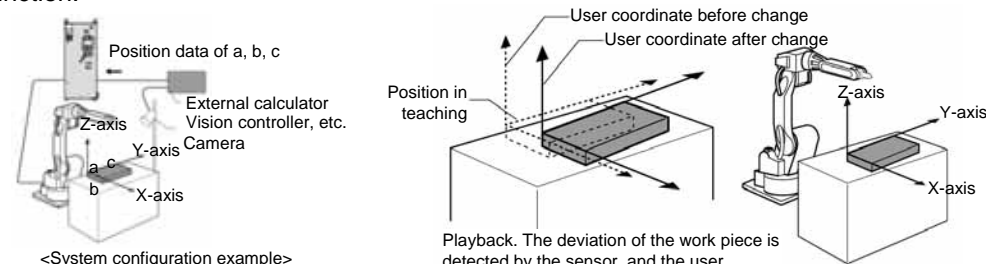 Position data of a, b, c
External calculator
Vision controller, etc.
Camera
Z-axis
Y-axis
a c
b
X-axis
<System configuration example>
User coordinate before change
User coordinate after change
Position in
teaching
Playback. The deviation of the work piece is
detected by the sensor, and the user
Z-axis
Y-axis
X-axis